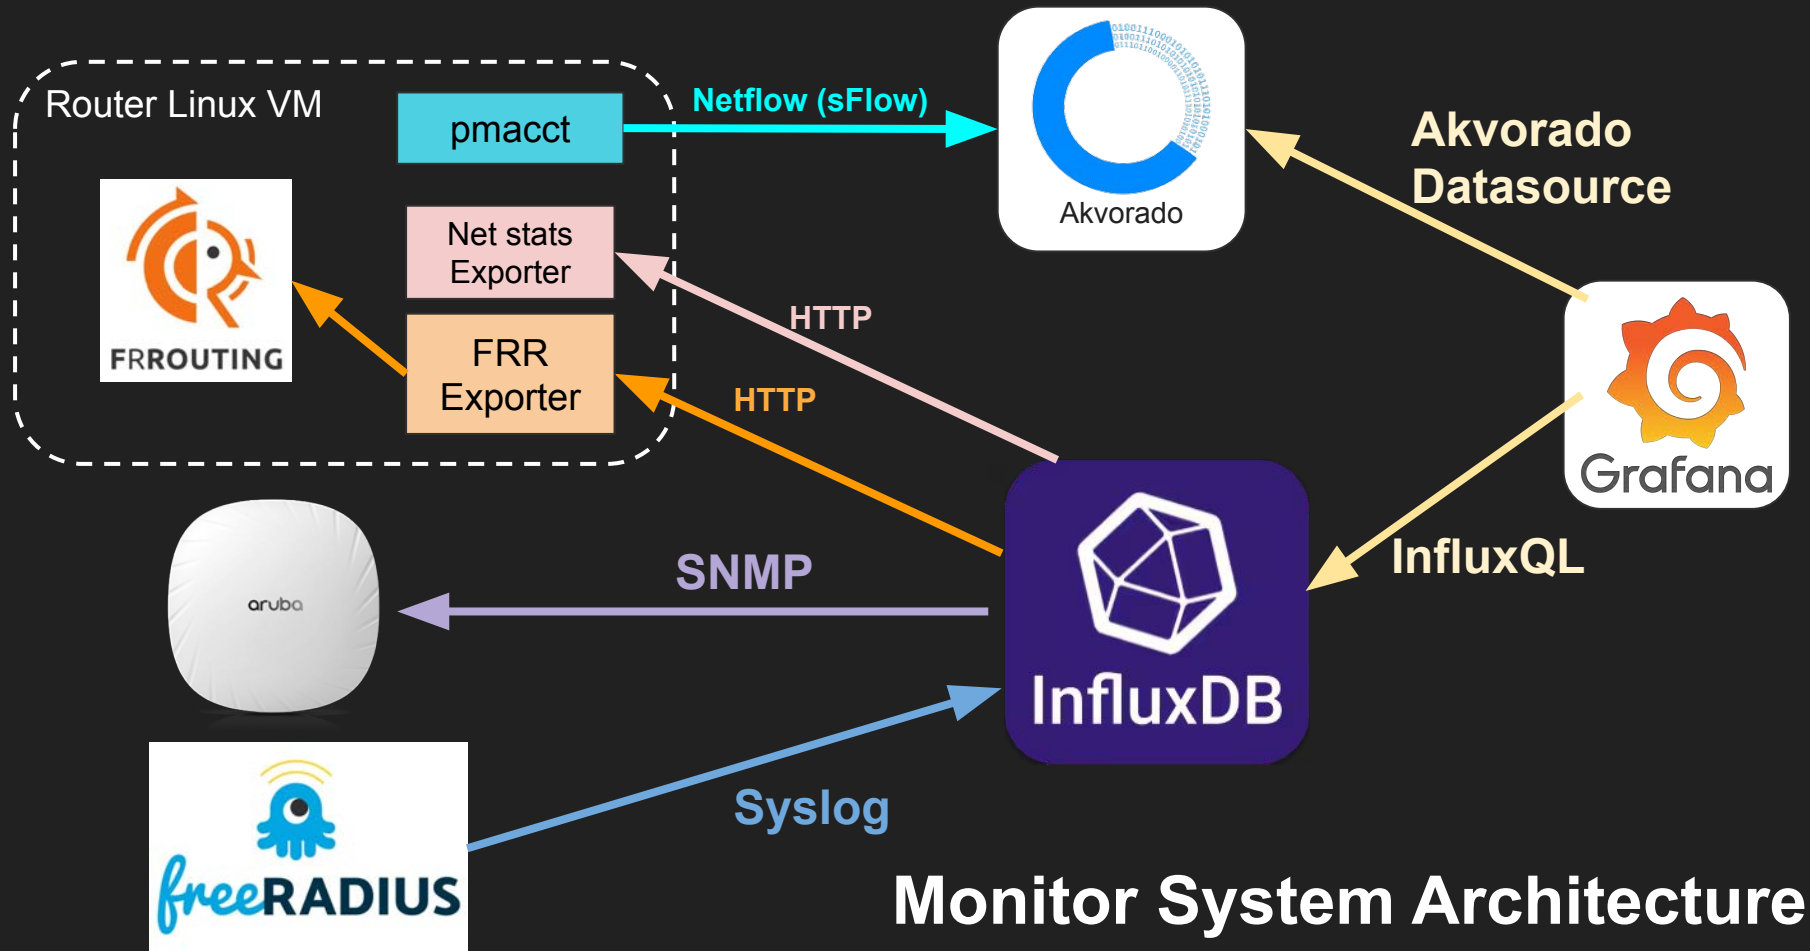 Router Linux VM
pmacct
Netflow (sFlow)
Akvorado
Akvorado
Datasource
FRROUTING
Net stats
Exporter
HTTP
FRR
Exporter
HTTP
Grafana
InfluxQL
SNMP
aruba
InfluxDB
Syslog
freeRADIUS
Monitor System Architecture